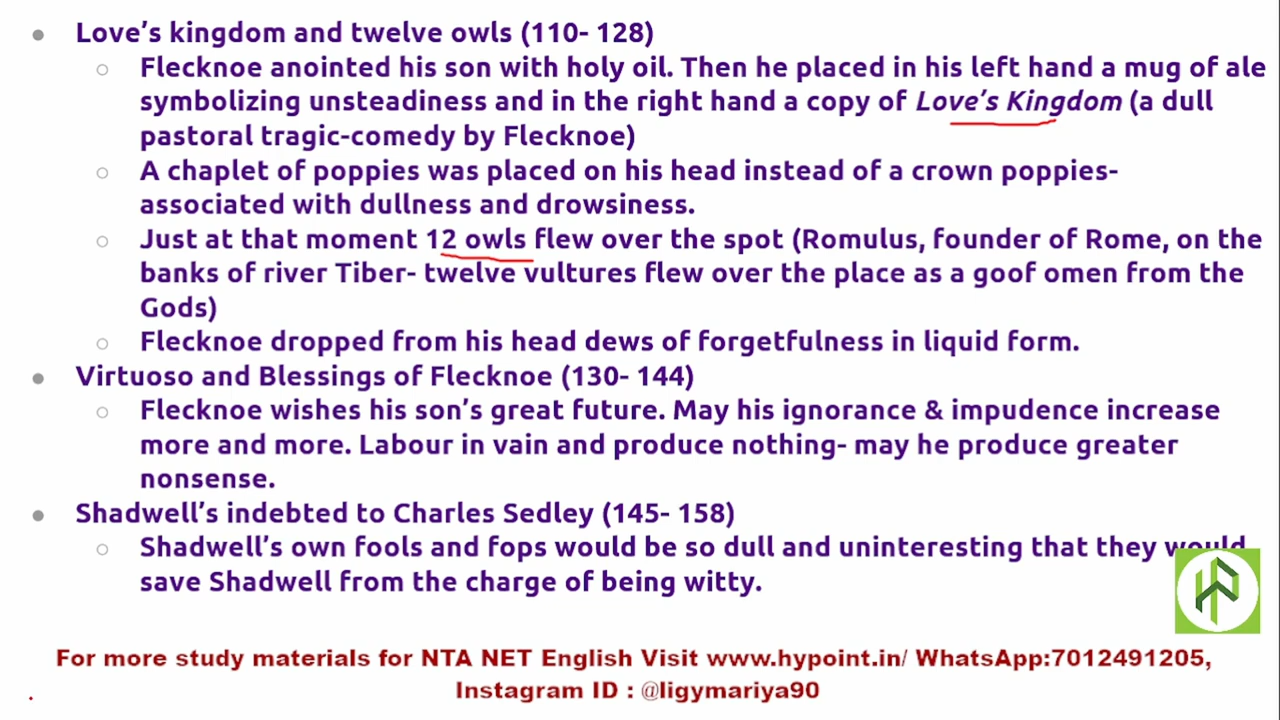 Love's kingdom and twelve owls (110- 128)
Flecknoe anointed his son with holy oil. Then he placed in his left hand a mug of ale
symbolizing unsteadiness and in the right hand a copy of Love's Kingdom (a dull
pastoral tragic-comedy by Flecknoe)
A chaplet of poppies was placed on his head instead of a crown poppies-
associated with dullness and drowsiness.
Just at that moment 12 owls flew over the spot (Romulus, founder of Rome, on the
banks of river Tiber- twelve vultures flew over the place as a goof omen from the
Gods)
Flecknoe dropped from his head dews of forgetfulness in liquid form.
Virtuoso and Blessings of Flecknoe (130- 144)
Flecknoe wishes his son's great future. May his ignorance & impudence increase
more and more. Labour in vain and produce nothing- may he produce greater
nonsense.
Shadwell's indebted to Charles Sedley (145- 158)
Shadwell's own fools and fops would be so dull and uninteresting that they would
save Shadwell from the charge of being witty.
For more study materials for NTA NET English Visit www.hypoint.in/ WhatsApp:7012491205,
Instagram ID : @ligymariya90